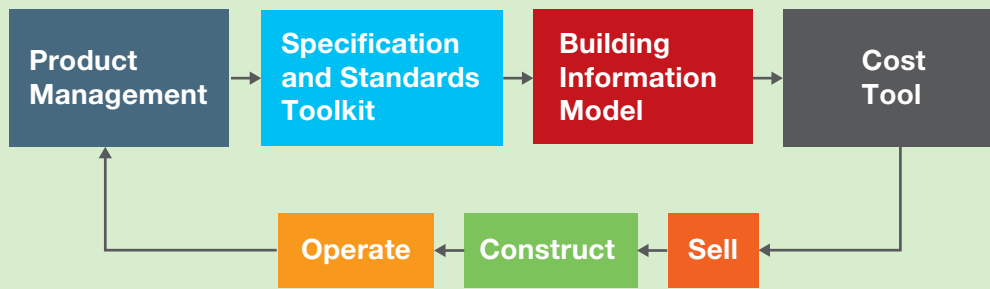 Product
Management
Specification
and Standards
Toolkit
Building
Information
Model
Cost
Tool
Operate
Construct
Sell